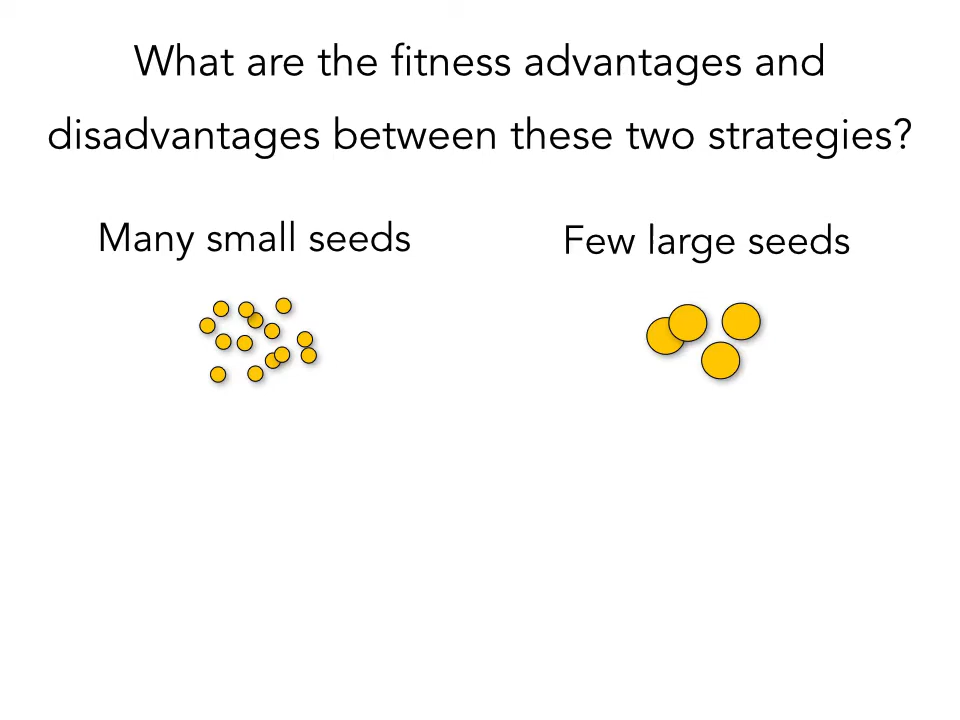 What are the fitness advantages and
disadvantages between these two strategies?
Many small seeds
Few large seeds